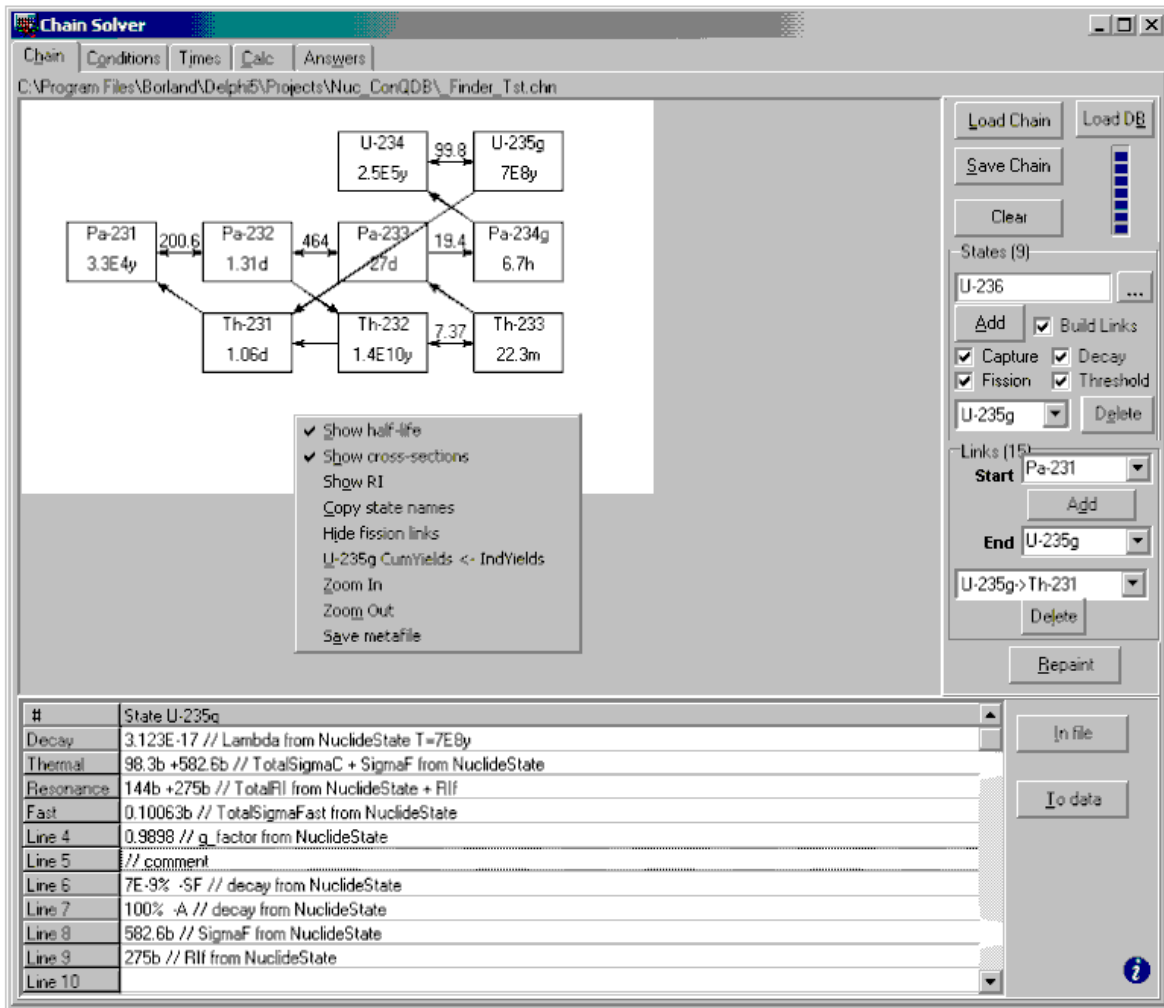 Chain Solver
Chain Conditions Times Calc Answers
C:\Program Files\Borland\Delphi5\Projects\Nuc_ConQDB\_Finder_Tst.chn
U-234
2.5E5y
99.8
U-235g
7E8y
Pa-231
3.3E4y
200.6
Pa-232
1.31d
464
Pa-233
27d
19.4
Pa-234g
6.7h
Th-231
1.06d
Th-232
1.4E10y
7.37
Th-233
22.3m
Show half-life
Show cross-sections
Show RI
Copy state names
Hide fission links
U-235g CumYields <- IndYields
Zoom In
Zoom Out
Save metafile
Load Chain
Load DB
Save Chain
Clear
States (9)
U-236
...
Add
Build Links
Capture
Decay
Fission
Threshold
U-235g
Delete
Links (15)
Start
Pa-231
Add
End
U-235g
U-235g->Th-231
Delete
Repaint
# State U-235g
Decay 3.123E-17 // Lambda from NuclideState T=7E8y
Thermal 98.3b +582.6b // TotalSigmaC + SigmaF from NuclideState
Resonance 144b +275b // TotalRI from NuclideState + RIf
Fast 0.10063b // TotalSigmaFast from NuclideState
Line 4 0.9898 // g_factor from NuclideState
Line 5 // comment
Line 6 7E-9% -SF // decay from NuclideState
Line 7 100% -A // decay from NuclideState
Line 8 582.6b // SigmaF from NuclideState
Line 9 275b // RIf from NuclideState
Line 10
In file
To data
i